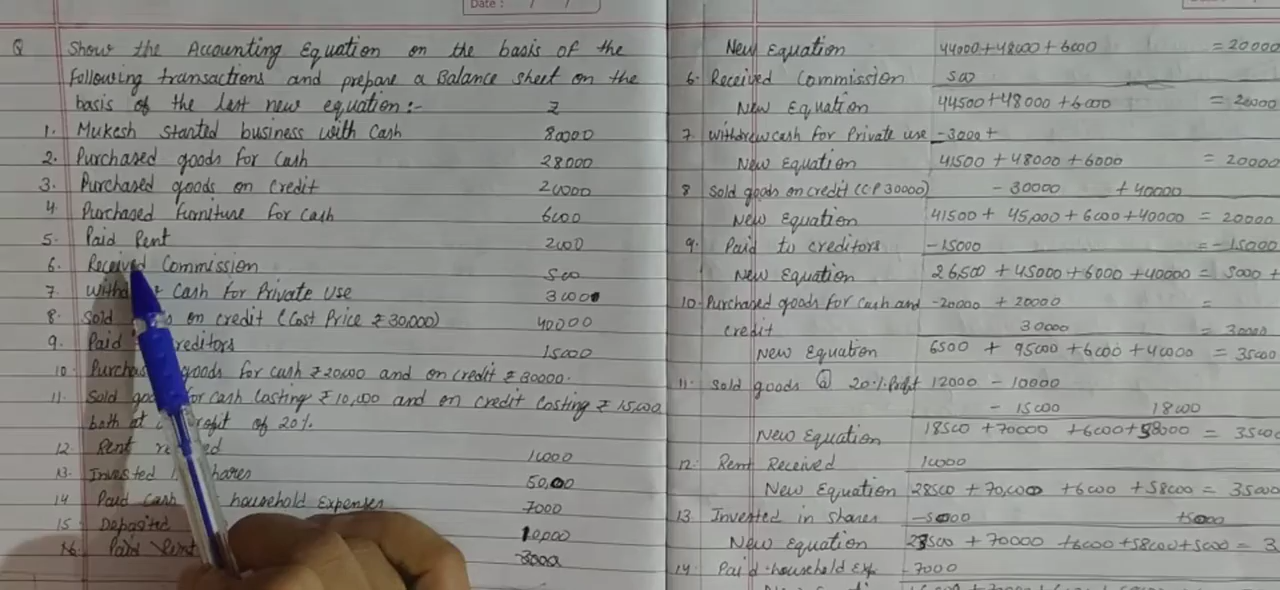 Date : / /
Q Show the Accounting Equation on the basis of the
following transactions and prepare a Balance sheet on the
basis of the last new equation:- ₹
1. Mukesh started business with Cash 80000
2. Purchased goods for cash 28000
3. Purchased goods on credit 20000
4. Purchased Furniture for cash 6000
5. Paid Rent 2000
6. Received Commission 500
7. Cash for Private Use 3000
8. Sold on credit (Cost Price ₹30,000) 40000
9. Paid 15000
10. goods for cash ₹20,000 and on credit ₹30000.
11. Sold for cash Costing ₹10,000 and on credit Costing ₹15,000
both at of 20%.
12. Rent 10000
13. Invested 50,00
14 Paid Cash household Expenses 7000
15 Deposited 10,000
16. Paid Rent 3000
New Equation 44000+48000+6000 =20000
6. Received Commission 500
New Equation 44500+48000+6000 =20000
7. Withdrew cash for Private use -3000+
New Equation 41500+48000+6000 =20000
8 Sold goods on credit (C.P 30000) -30000 +40000
New Equation 41500+45,000+6000+40000=20000
9. Paid to creditors -15000 =-15000
New Equation 26500+45000+6000+40000=5000+
10. Purchased goods for cash and -20000 + 20000 =
credit 30000 =30000
New Equation 6500 + 95000+6000+40000 =35000
11. Sold goods @ 20% Profit 12000 - 10000
- 15000 18000
New Equation 18500+70000 +6000+58000 =3500
12. Rent Received 10000
New Equation 28500+70,000 +6000+58000=35000
13. Invested in shares -5000 +5000
New Equation 23500+70000 +6000+58000+5000=3
14. Paid household Exp -7000